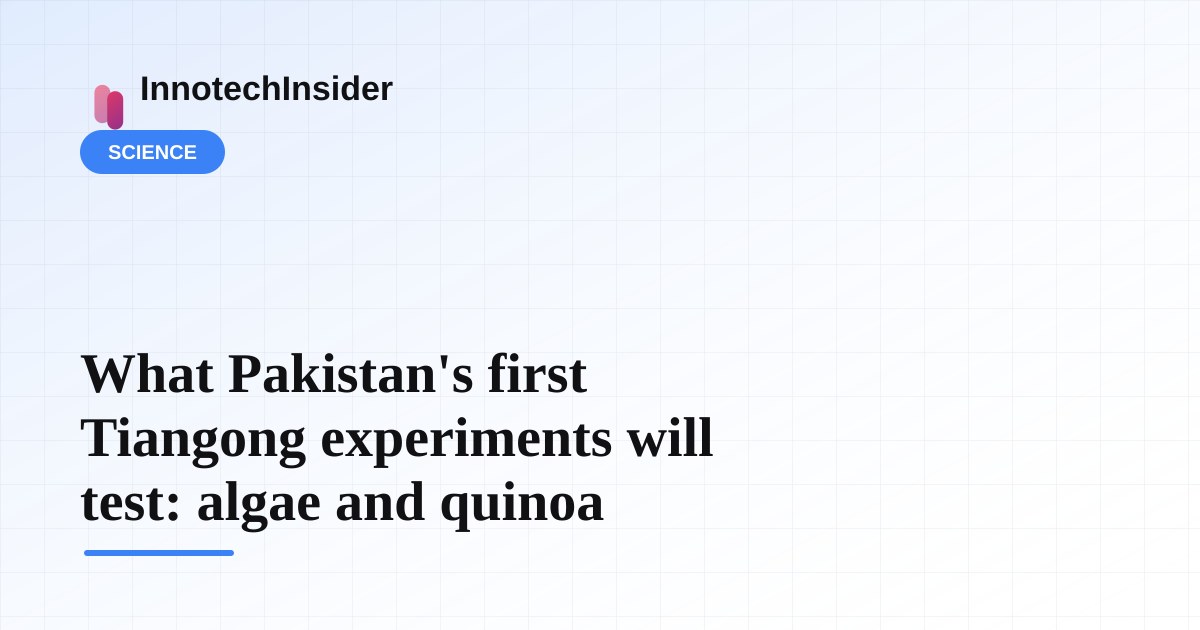 InnotechInsider
SCIENCE
What Pakistan's first
Tiangong experiments will
test: algae and quinoa